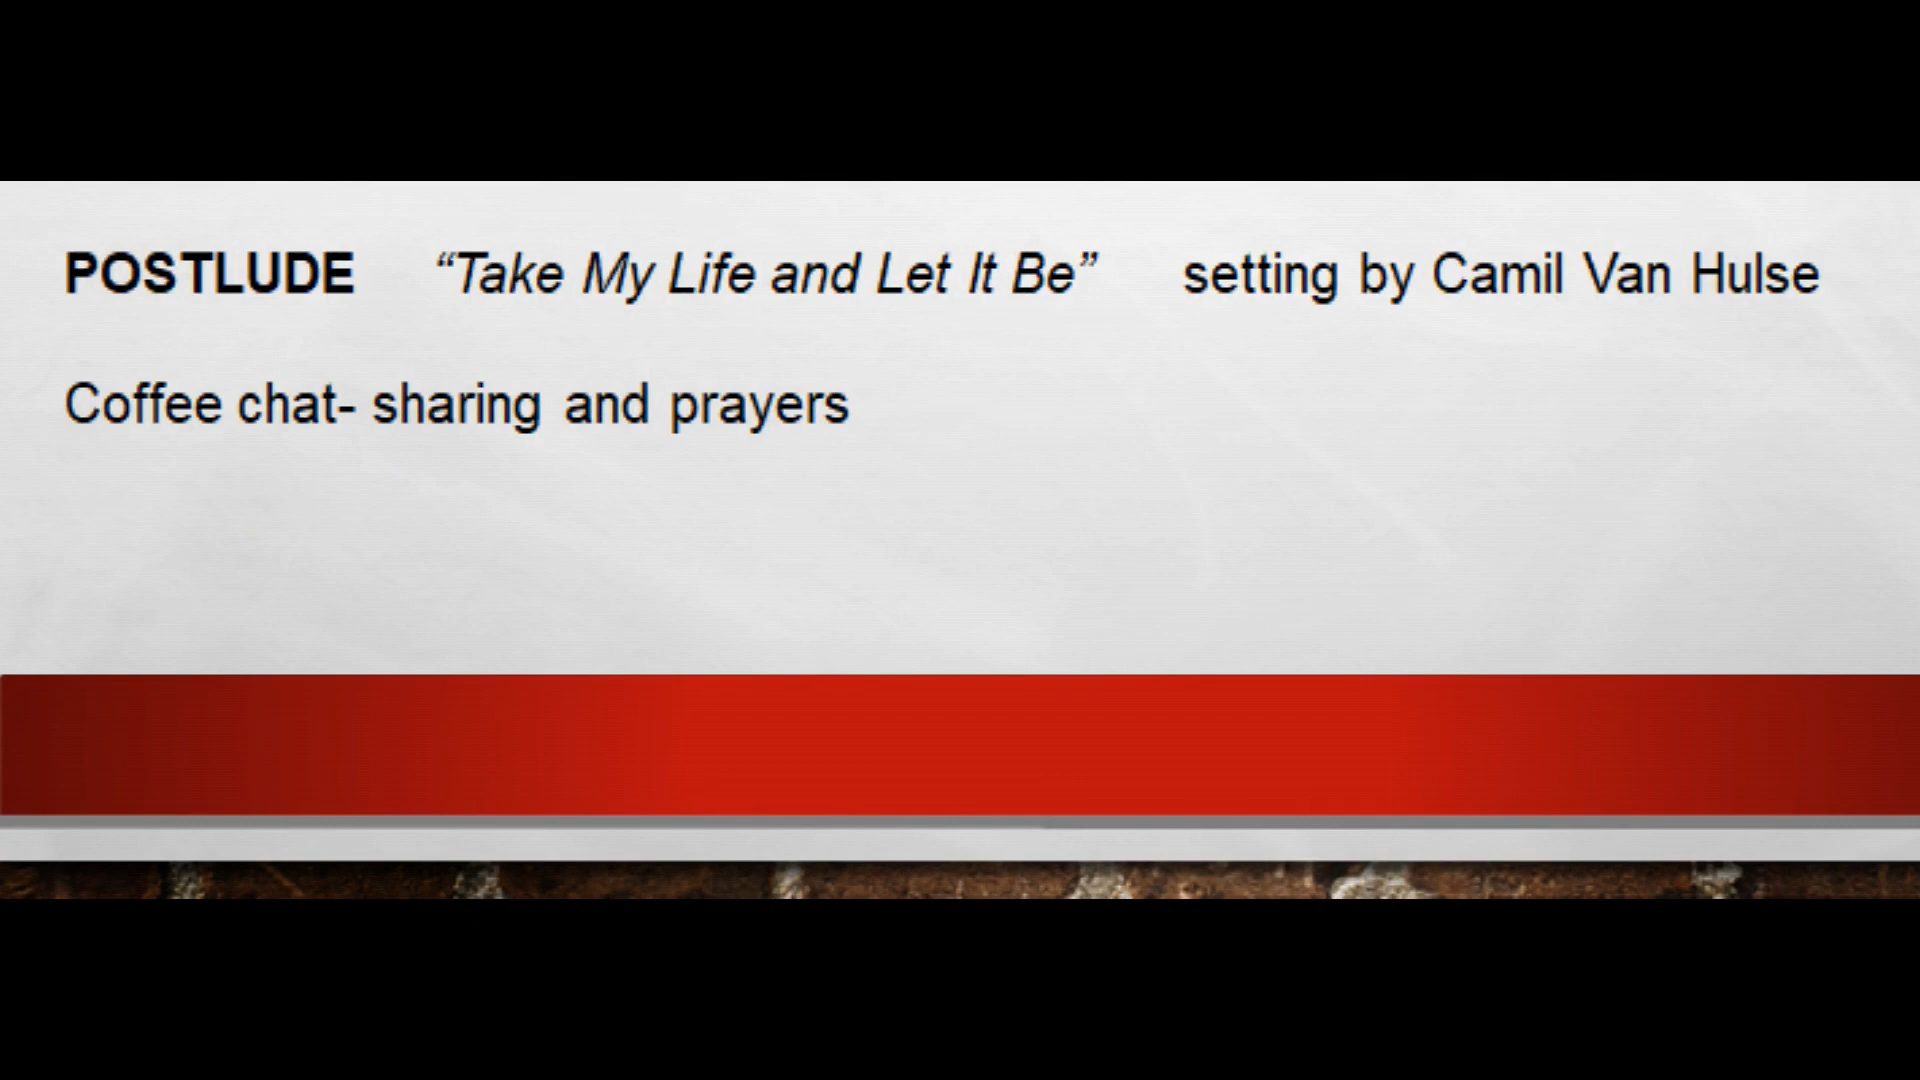 POSTLUDE “Take My Life and Let It Be” setting by Camil Van Hulse
Coffee chat- sharing and prayers